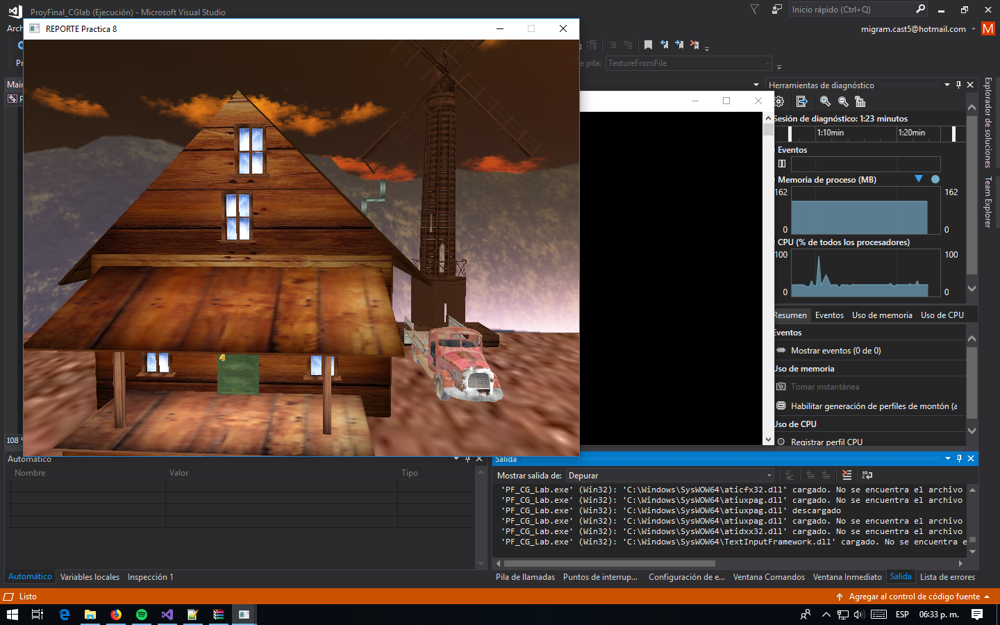 ProyFinal_CGlab (Ejecución) - Microsoft Visual Studio
Inicio rápido (Ctrl+Q)
Arch
migram.cast5@hotmail.com
M
REPORTE Practica 8
e pila:
TextureFromFile
Main
Herramientas de diagnóstico
Sesión de diagnóstico: 1:23 minutos
1:10min
1:20min
Eventos
Memoria de proceso (MB)
162
162
0
0
CPU (% de todos los procesadores)
100
100
0
0
Resumen
Eventos
Uso de memoria
Uso de CPU
Eventos
Mostrar eventos (0 de 0)
Uso de memoria
Tomar instantánea
Habilitar generación de perfiles de montón (a
Uso de CPU
Registrar perfil CPU
Explorador de soluciones
Team Explorer
108 %
Automático
Nombre
Valor
Tipo
Automático
Variables locales
Inspección 1
Salida
Mostrar salida de:
Depurar
'PF_CG_Lab.exe' (Win32): 'C:\Windows\SysWOW64\aticfx32.dll' cargado. No se encuentra el archivo
'PF_CG_Lab.exe' (Win32): 'C:\Windows\SysWOW64\atiuxpag.dll' cargado. No se encuentra el archivo
'PF_CG_Lab.exe' (Win32): 'C:\Windows\SysWOW64\atiuxpag.dll' descargado
'PF_CG_Lab.exe' (Win32): 'C:\Windows\SysWOW64\atiuxpag.dll' cargado. No se encuentra el archivo
'PF_CG_Lab.exe' (Win32): 'C:\Windows\SysWOW64\atidxx32.dll' cargado. No se encuentra el archivo
'PF_CG_Lab.exe' (Win32): 'C:\Windows\SysWOW64\TextInputFramework.dll' cargado. No se encuentra e
Pila de llamadas
Puntos de interrup...
Configuración de e...
Ventana Comandos
Ventana Inmediato
Salida
Lista de errores
Listo
Agregar al control de código fuente
ESP
06:33 p. m.